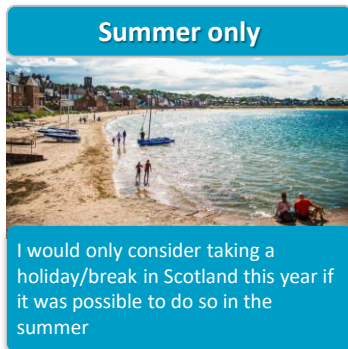 Summer only
I would only consider taking a
holiday/break in Scotland this year if
it was possible to do so in the
summer